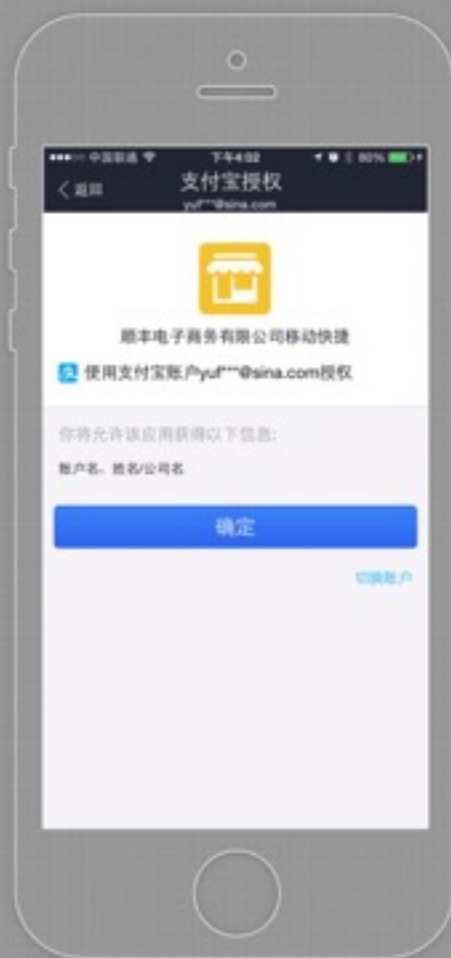 中国联通 下午4:02 80%
返回 支付宝授权
yuf***@sina.com
顺丰电子商务有限公司移动快捷
使用支付宝账户yuf***@sina.com授权
你将允许该应用获得以下信息:
账户名、姓名/公司名
确定
切换账户